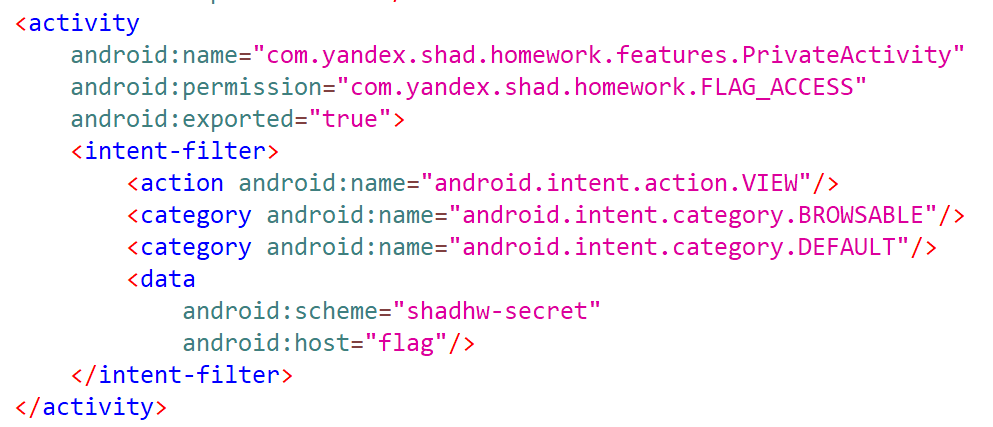 <activity
android:name="com.yandex.shad.homework.features.PrivateActivity"
android:permission="com.yandex.shad.homework.FLAG_ACCESS"
android:exported="true">
<intent-filter>
<action android:name="android.intent.action.VIEW"/>
<category android:name="android.intent.category.BROWSABLE"/>
<category android:name="android.intent.category.DEFAULT"/>
<data
android:scheme="shadhw-secret"
android:host="flag"/>
</intent-filter>
</activity>